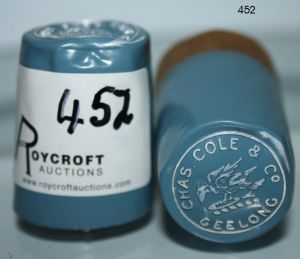 452
452
ROYCROFT
AUCTIONS
www.roycroftauctions.com
CHAS COLE & Co
GEELONG